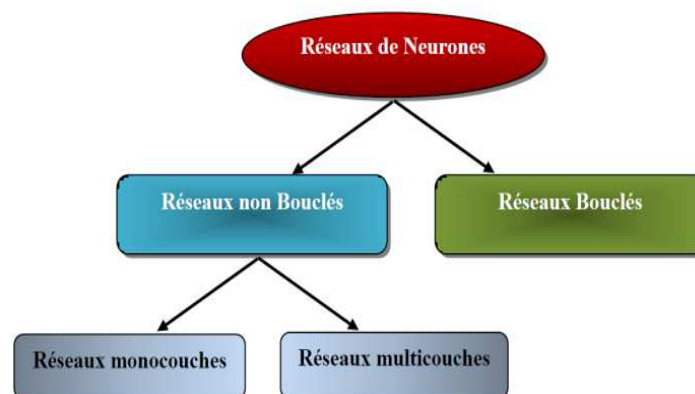 Réseaux de Neurones
Réseaux non Bouclés
Réseaux Bouclés
Réseaux monocouches
Réseaux multicouches